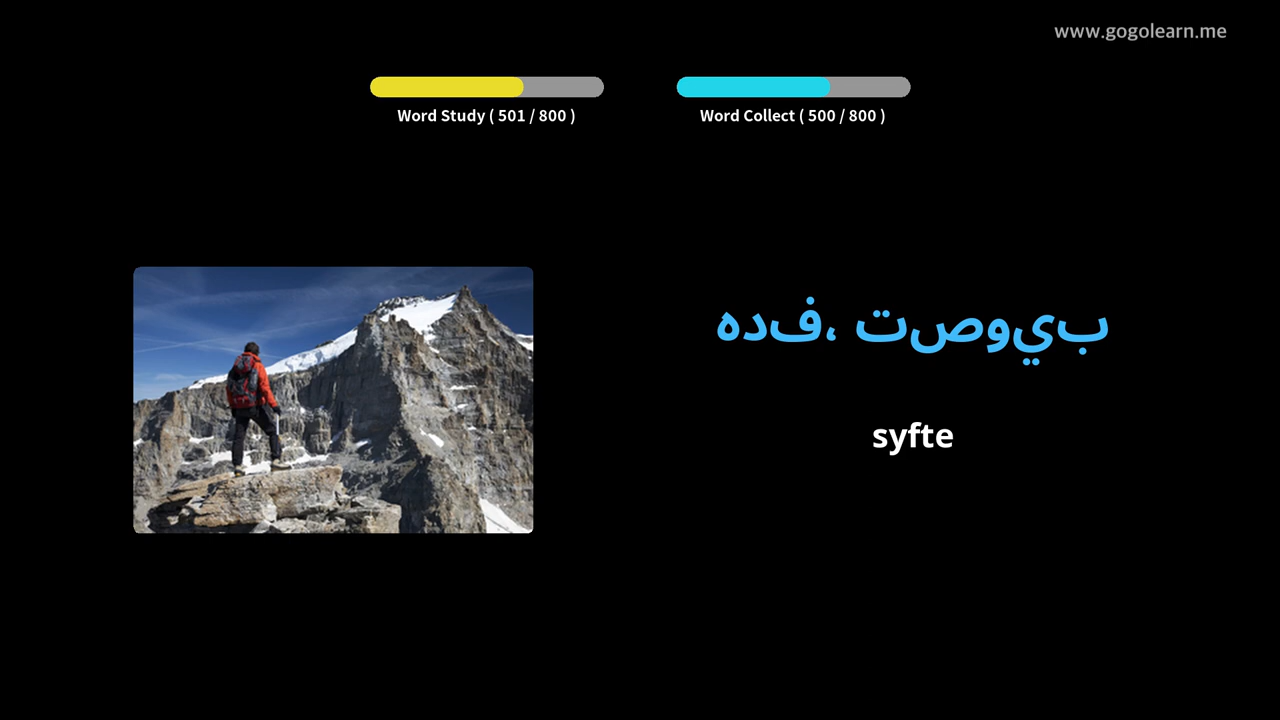 www.gogolearn.me
Word Study ( 501 / 800 )
Word Collect ( 500 / 800 )
هدف، تصويب
syfte